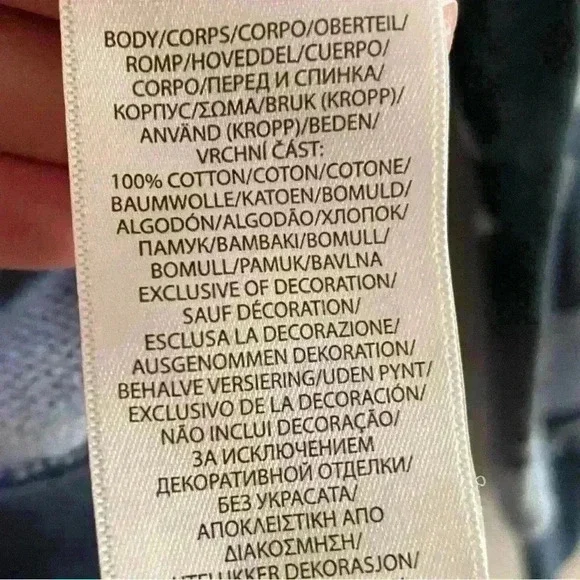 BODY/CORPS/CORPO/OBERTEIL/
ROMP/HOVEDDEL/CUERPO/
CORPO/ПЕРЕД И СПИНКА/
КОРПУС/ΣΩΜΑ/BRUK (KROPP)/
ANVÄND (KROPP)/BEDEN/
VRCHNÍ ČÁST:
100% COTTON/COTON/COTONE/
BAUMWOLLE/KATOEN/BOMULD/
ALGODÓN/ALGODÃO/ХЛОПОК/
ПАМУК/ΒΑΜΒΑΚΙ/BOMULL/
BOMULL/PAMUK/BAVLNA
EXCLUSIVE OF DECORATION/
SAUF DÉCORATION/
ESCLUSA LA DECORAZIONE/
AUSGENOMMEN DEKORATION/
BEHALVE VERSIERING/UDEN PYNT/
EXCLUSIVO DE LA DECORACIÓN/
NÃO INCLUI DECORAÇÃO/
ЗА ИСКЛЮЧЕНИЕМ
ДЕКОРАТИВНОЙ ОТДЕЛКИ/
БЕЗ УКРАСАТА/
ΑΠΟΚΛΕΙΣΤΙΚΗ ΑΠΟ
ΔΙΑΚΟΣΜΗΣΗ/
UTELUKKER DEKORASJON/